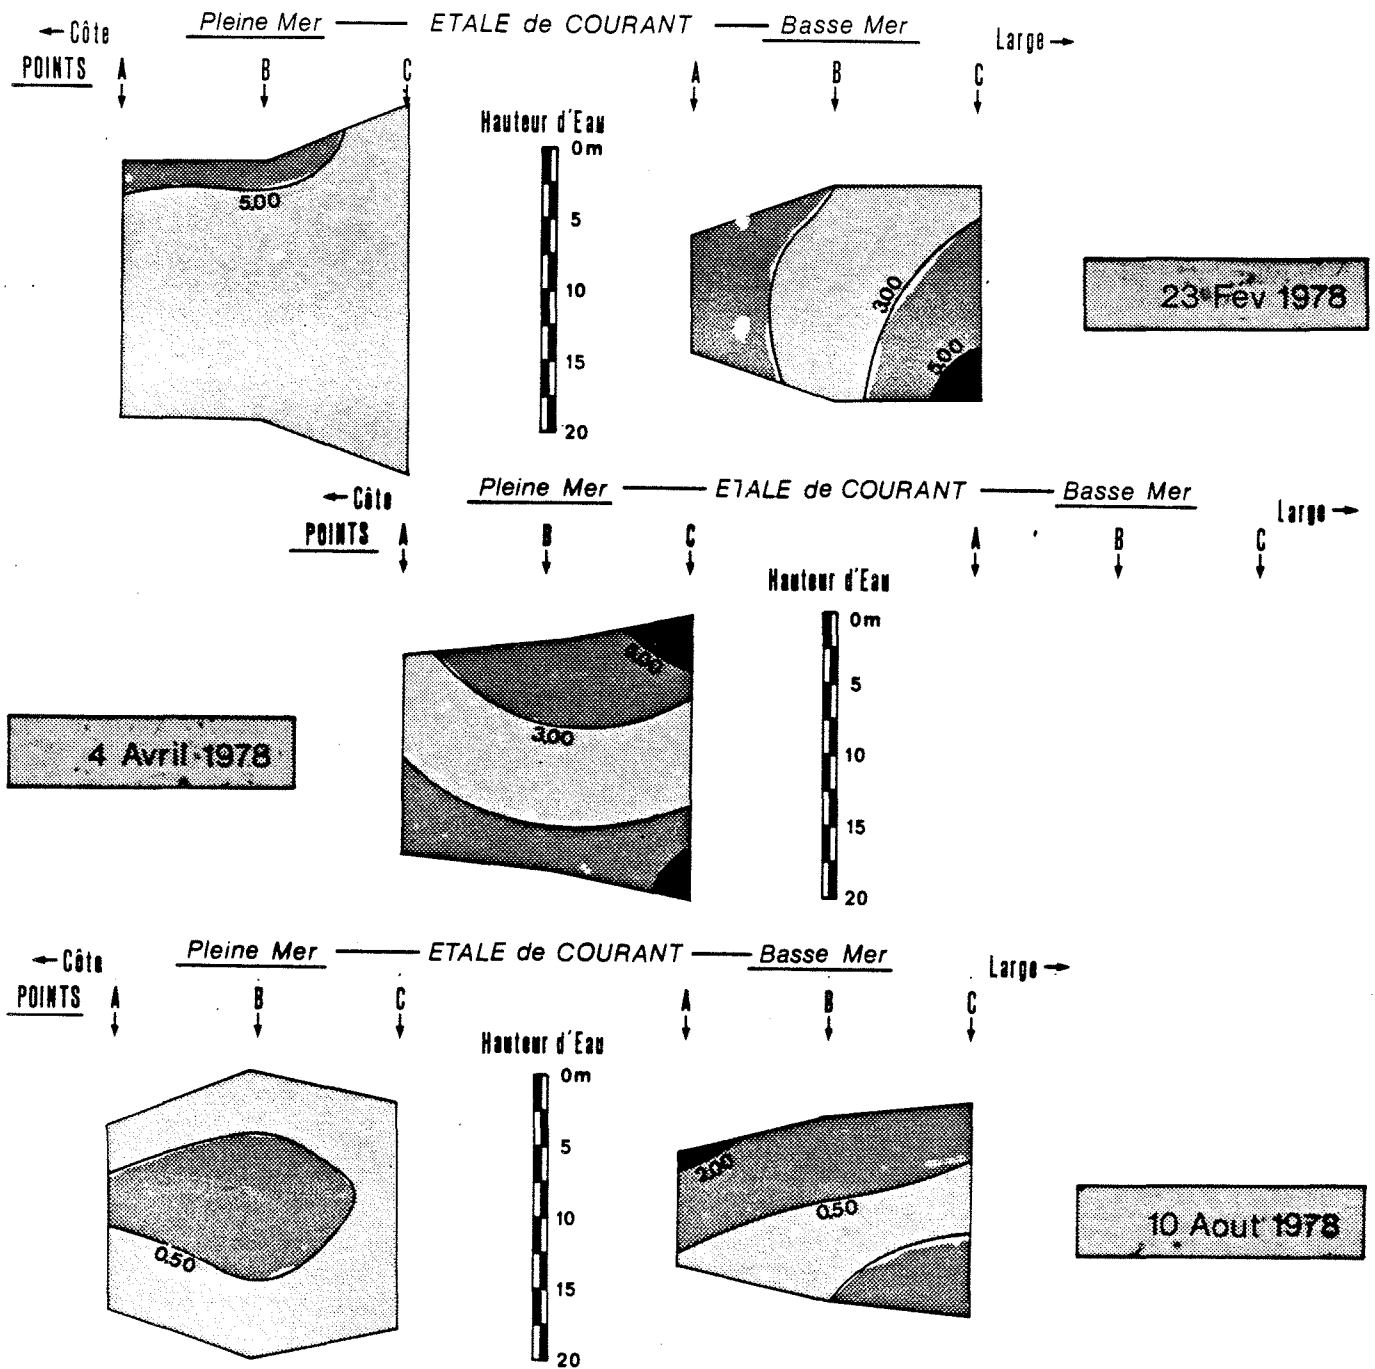 Pleine Mer — ETALE de COURANT — Basse Mer
← Côte Large →
POINTS A B C A B C
Hauteur d'Eau
0m
5
10
15
20
5.00
3.00
5.00
23 Fev 1978
Pleine Mer — ETALE de COURANT — Basse Mer
← Côte Large →
POINTS A B C A B C
Hauteur d'Eau
0m
5
10
15
20
3.00
4 Avril 1978
Pleine Mer — ETALE de COURANT — Basse Mer
← Côte Large →
POINTS A B C A B C
Hauteur d'Eau
0m
5
10
15
20
0.50
2.00
0.50
10 Aout 1978